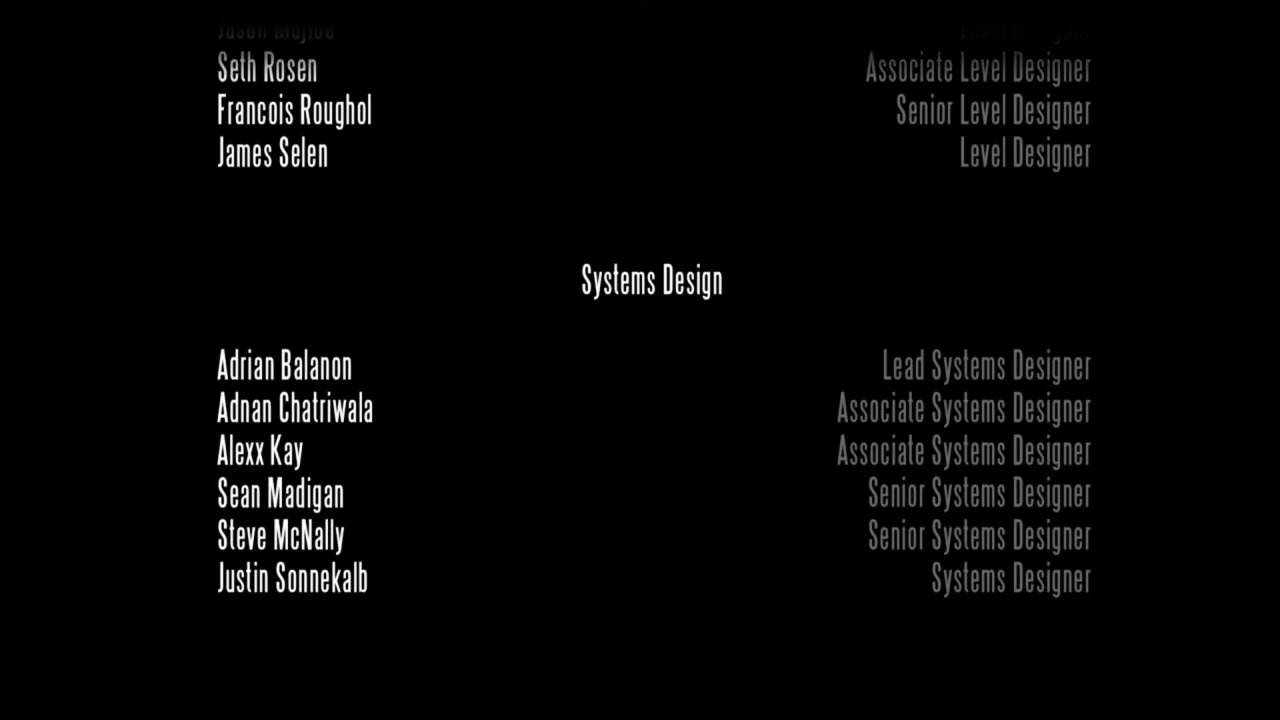 Seth Rosen Associate Level Designer
Francois Roughol Senior Level Designer
James Selen Level Designer
Systems Design
Adrian Balanon Lead Systems Designer
Adnan Chatriwala Associate Systems Designer
Alexx Kay Associate Systems Designer
Sean Madigan Senior Systems Designer
Steve McNally Senior Systems Designer
Justin Sonnekalb Systems Designer